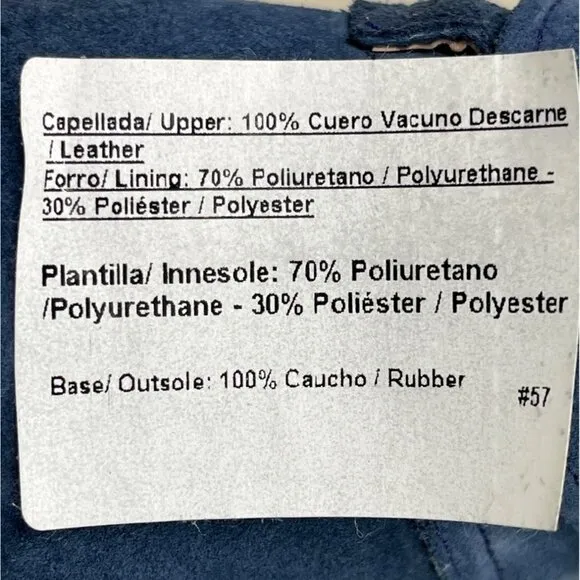 Capellada/ Upper: 100% Cuero Vacuno Descarne
/ Leather
Forro/ Lining: 70% Poliuretano / Polyurethane -
30% Poliéster / Polyester
Plantilla/ Innesole: 70% Poliuretano
/Polyurethane - 30% Poliéster / Polyester
Base/ Outsole: 100% Caucho / Rubber
#57